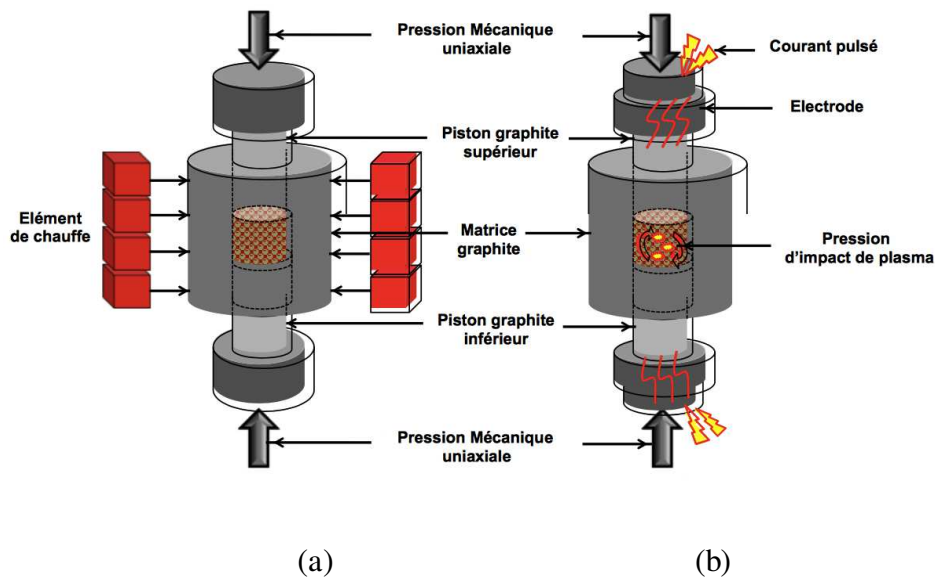 Pression Mécanique
uniaxiale
Courant pulsé
Electrode
Piston graphite
supérieur
Elément
de chauffe
Matrice
graphite
Pression
d'impact de plasma
Piston graphite
inférieur
Pression Mécanique
uniaxiale
(a)
(b)